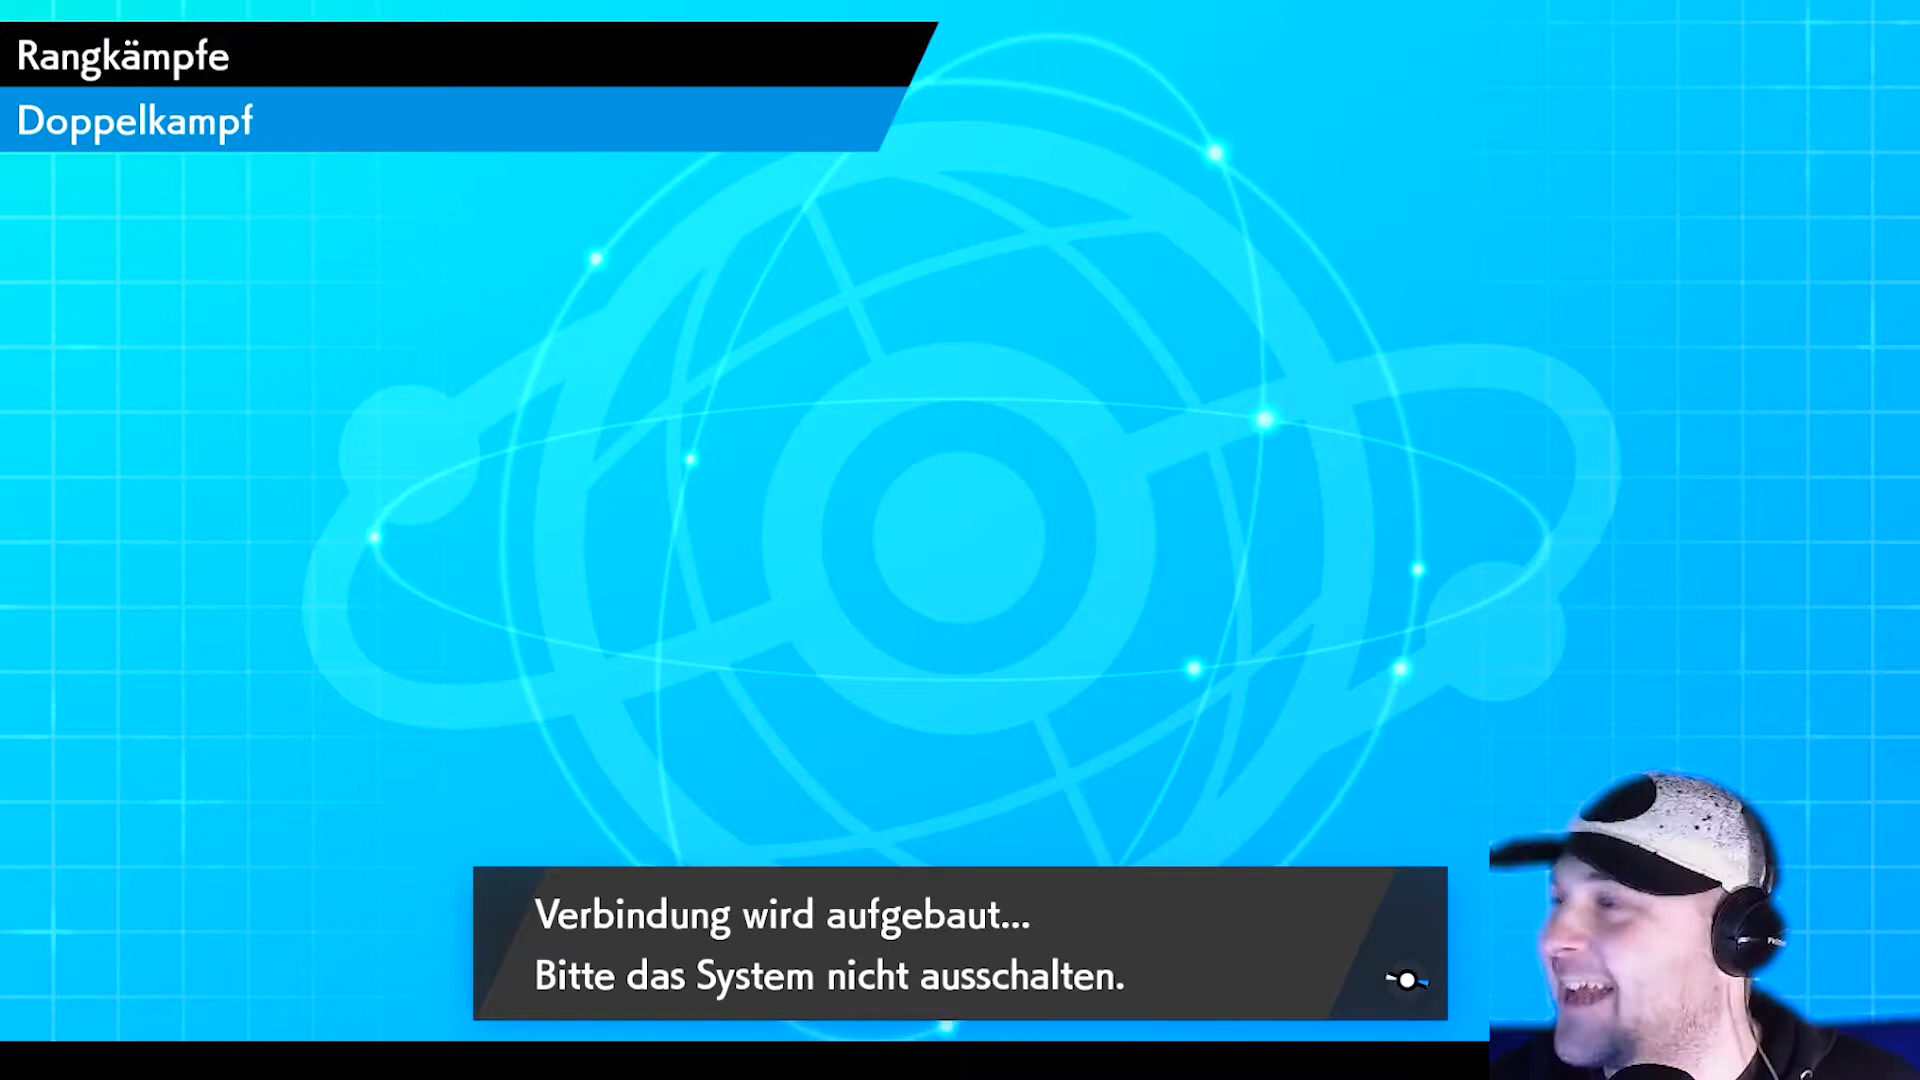 Rangkämpfe
Doppelkampf
Verbindung wird aufgebaut...
Bitte das System nicht ausschalten.